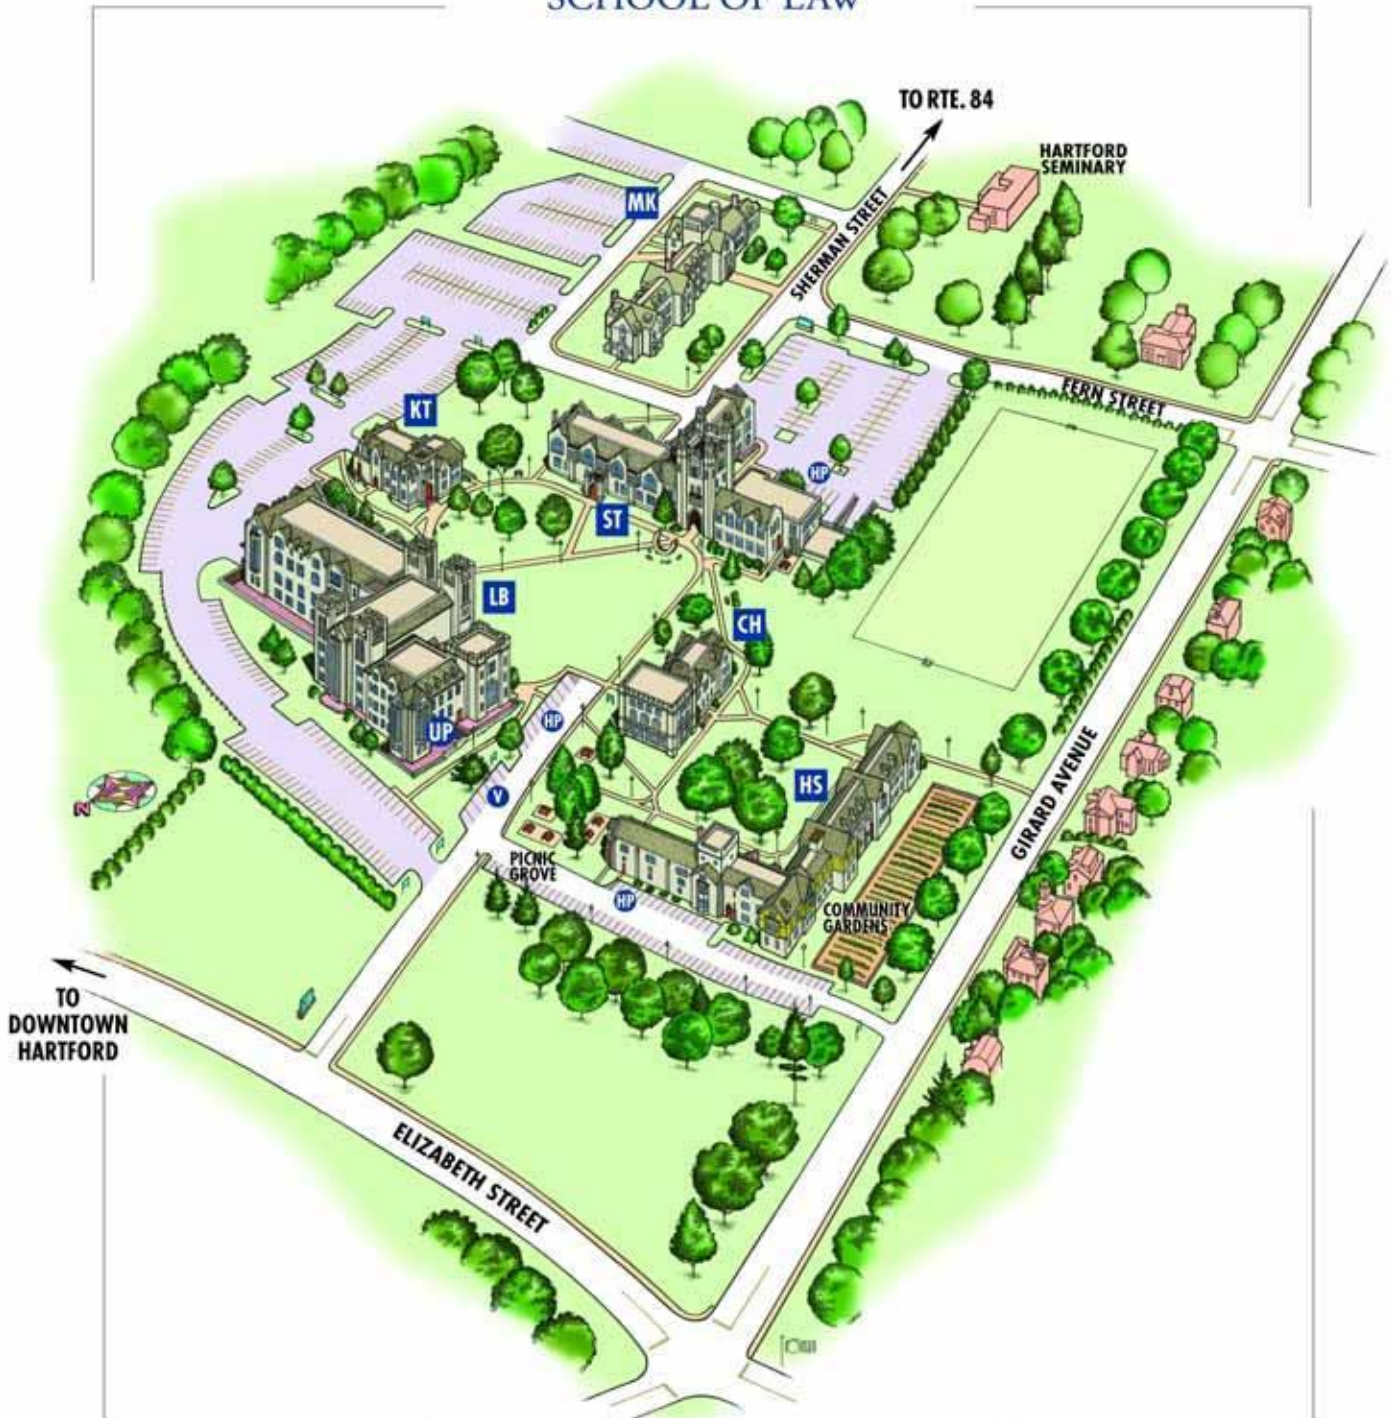 SCHOOL OF LAW
TO RTE. 84
HARTFORD
SEMINARY
MK
SHERMAN STREET
FERN STREET
KT
HP
ST
LB
CH
UP
HP
V
HS
GIRARD AVENUE
N
PICNIC
GROVE
HP
COMMUNITY
GARDENS
TO
DOWNTOWN
HARTFORD
ELIZABETH STREET